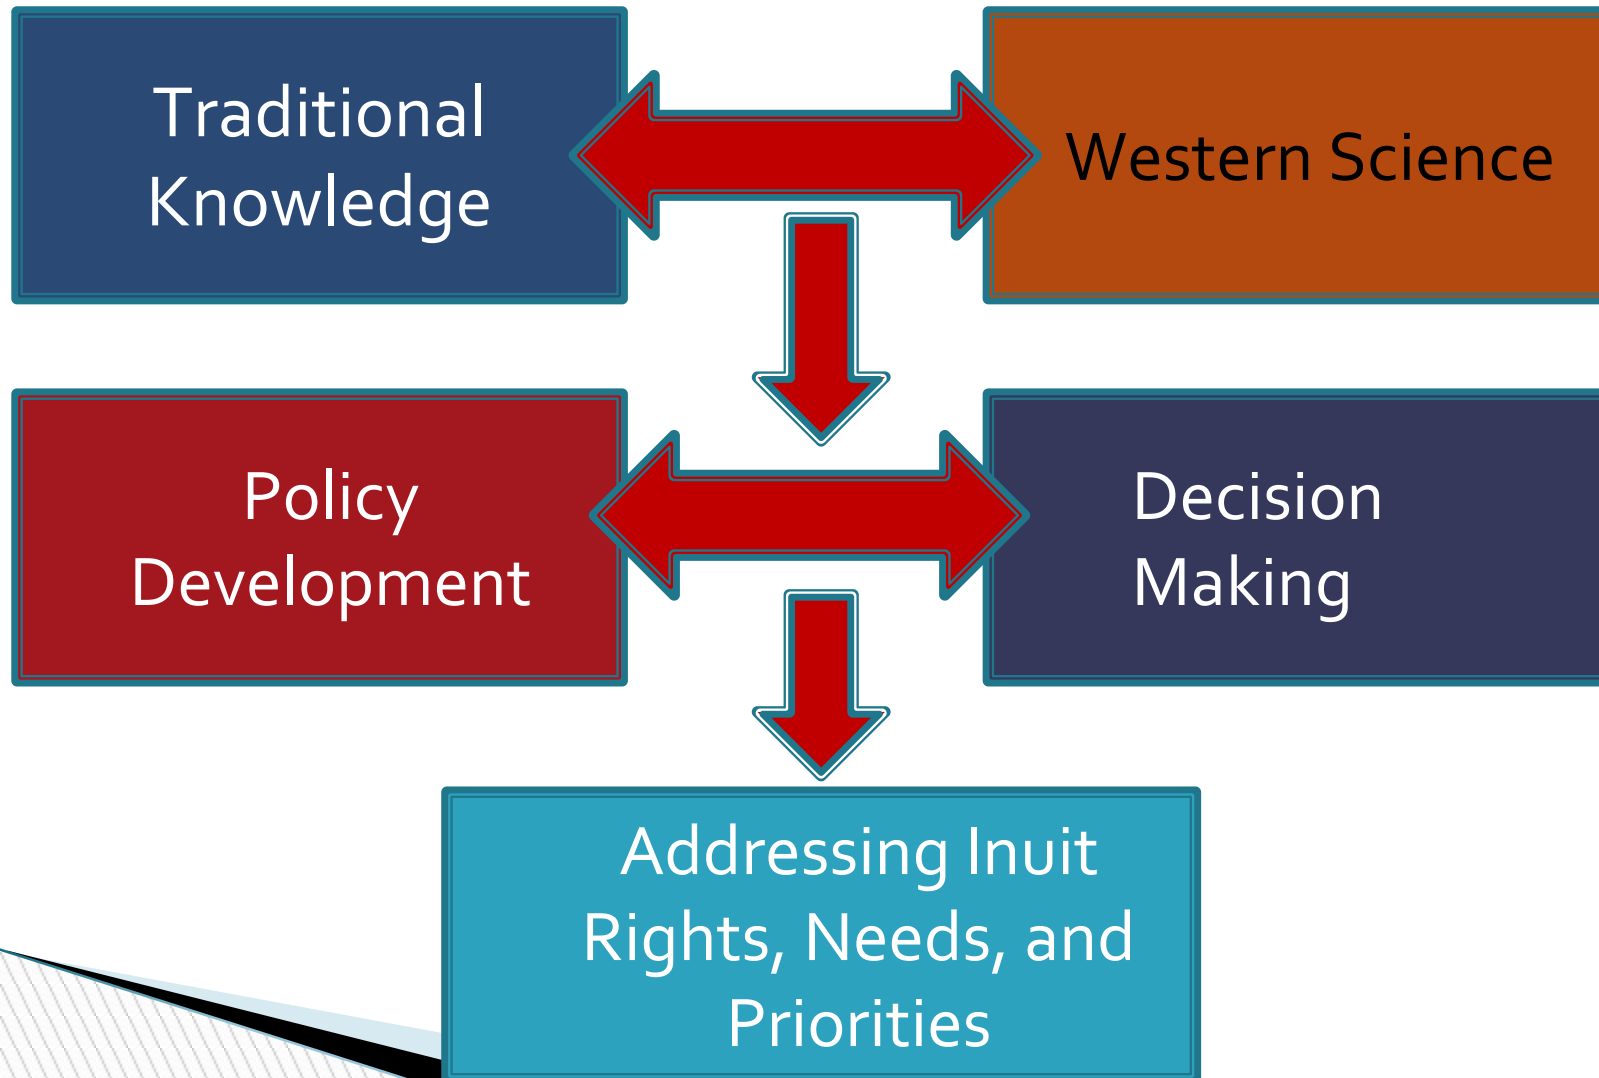 Traditional
Knowledge
Western Science
Policy
Development
Decision
Making
Addressing Inuit
Rights, Needs, and
Priorities